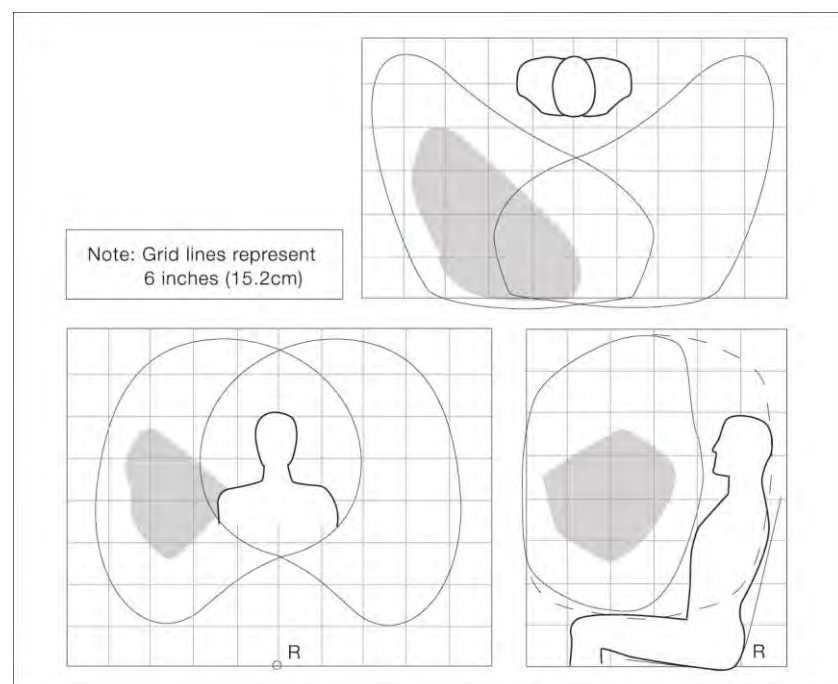 Note: Grid lines represent
6 inches (15.2cm)
R
R